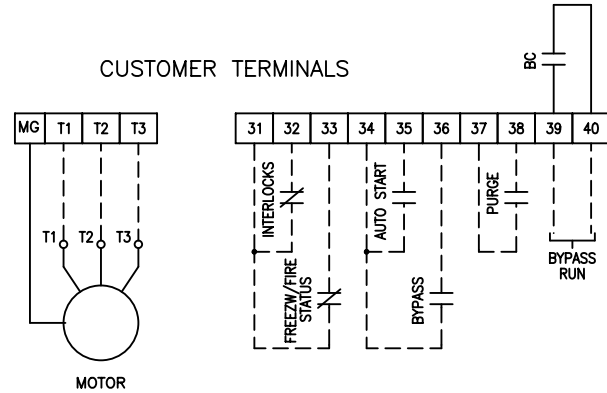 CUSTOMER TERMINALS
BC
MG T1 T2 T3
31 32 33 34 35 36 37 38 39 40
INTERLOCKS
FREEZW/FIRE
STATUS
AUTO START
BYPASS
PURGE
BYPASS
RUN
T1 T2 T3
MOTOR